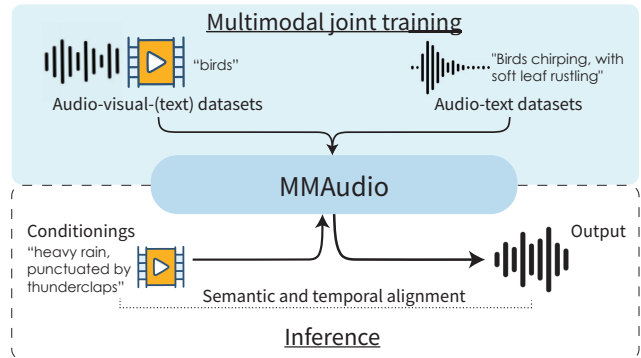 Multimodal joint training
“birds”
"Birds chirping, with
soft leaf rustling"
Audio-visual-(text) datasets
Audio-text datasets
MMAudio
Conditionings
“heavy rain,
punctuated by
thunderclaps”
Output
Semantic and temporal alignment
Inference